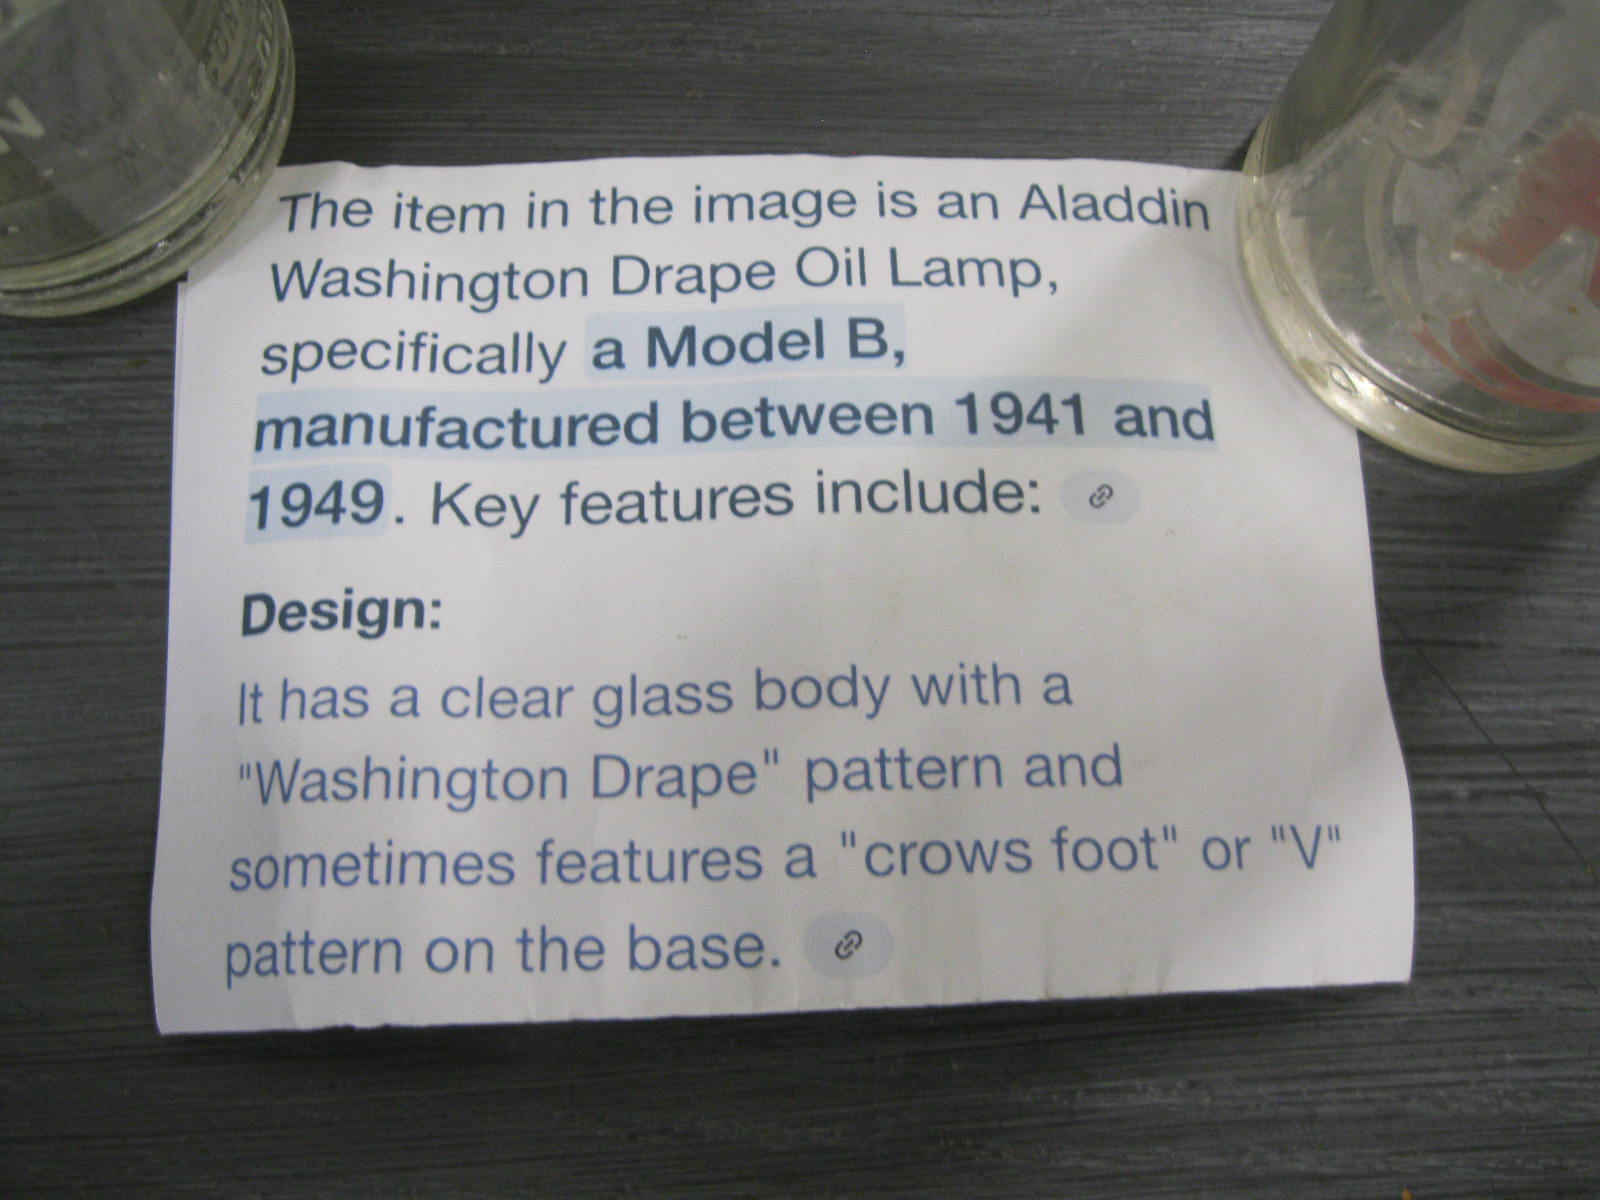 The item in the image is an Aladdin
Washington Drape Oil Lamp,
specifically a Model B,
manufactured between 1941 and
1949. Key features include:
Design:
It has a clear glass body with a
"Washington Drape" pattern and
sometimes features a "crows foot" or "V"
pattern on the base.